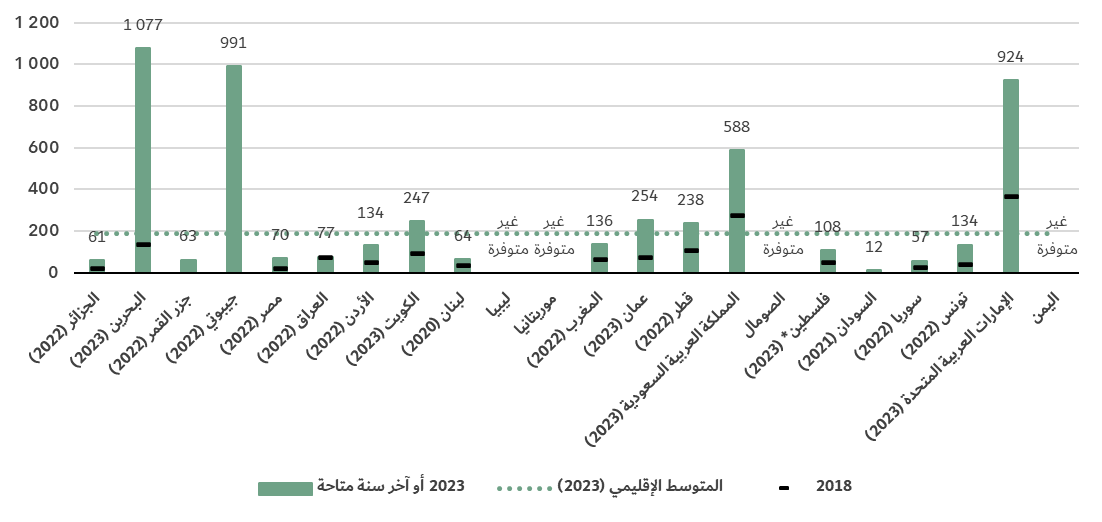 1 200
1 000
800
600
400
200
0
61
1 077
63
991
70
77
134
247
64
غير متوفرة
غير متوفرة
136
254
238
588
غير متوفرة
108
12
57
134
924
غير متوفرة
الجزائر (2022)
البحرين (2023)
جزر القمر (2022)
جيبوتي (2022)
مصر (2022)
العراق (2022)
الأردن (2022)
الكويت (2023)
لبنان (2020)
ليبيا
موريتانيا
المغرب (2022)
عمان (2023)
قطر (2022)
المملكة العربية السعودية (2023)
الصومال
فلسطين* (2023)
السودان (2021)
سوريا (2022)
تونس (2022)
الإمارات العربية المتحدة (2023)
اليمن
2023 أو آخر سنة متاحة
المتوسط الإقليمي (2023)
2018